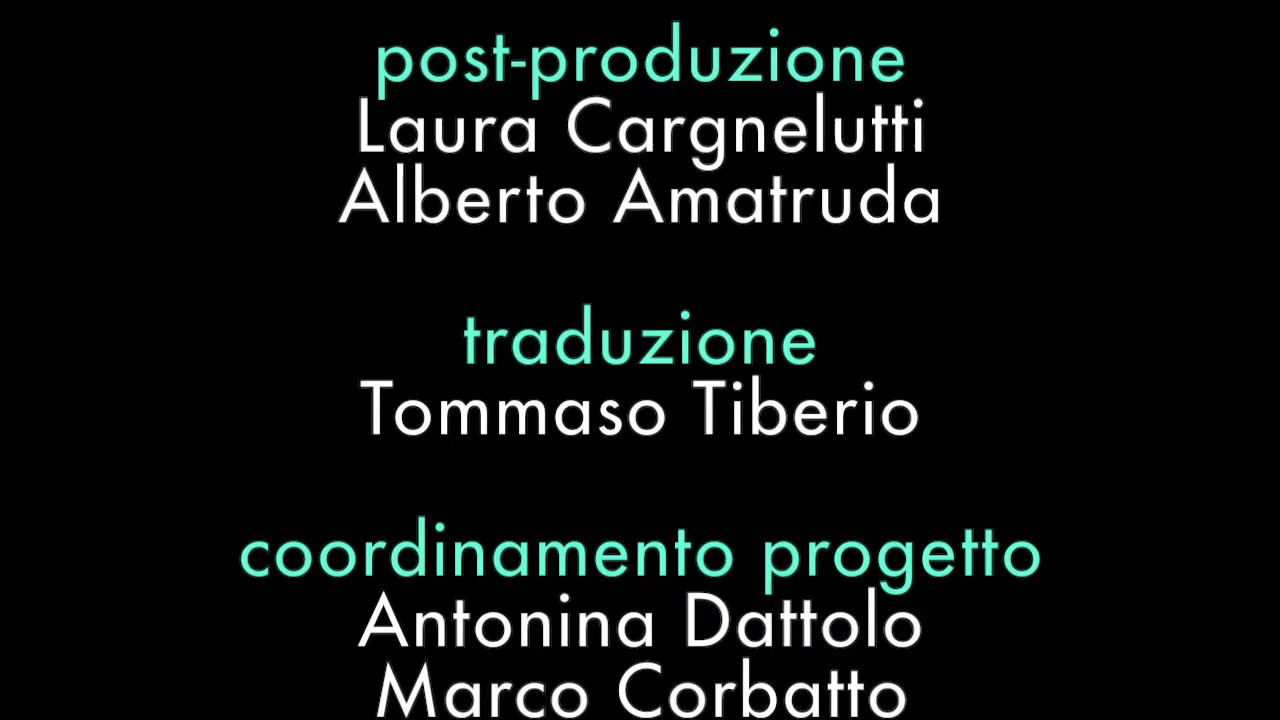 post-produzione
Laura Cargnelutti
Alberto Amatruda
traduzione
Tommaso Tiberio
coordinamento progetto
Antonina Dattolo
Marco Corbatto